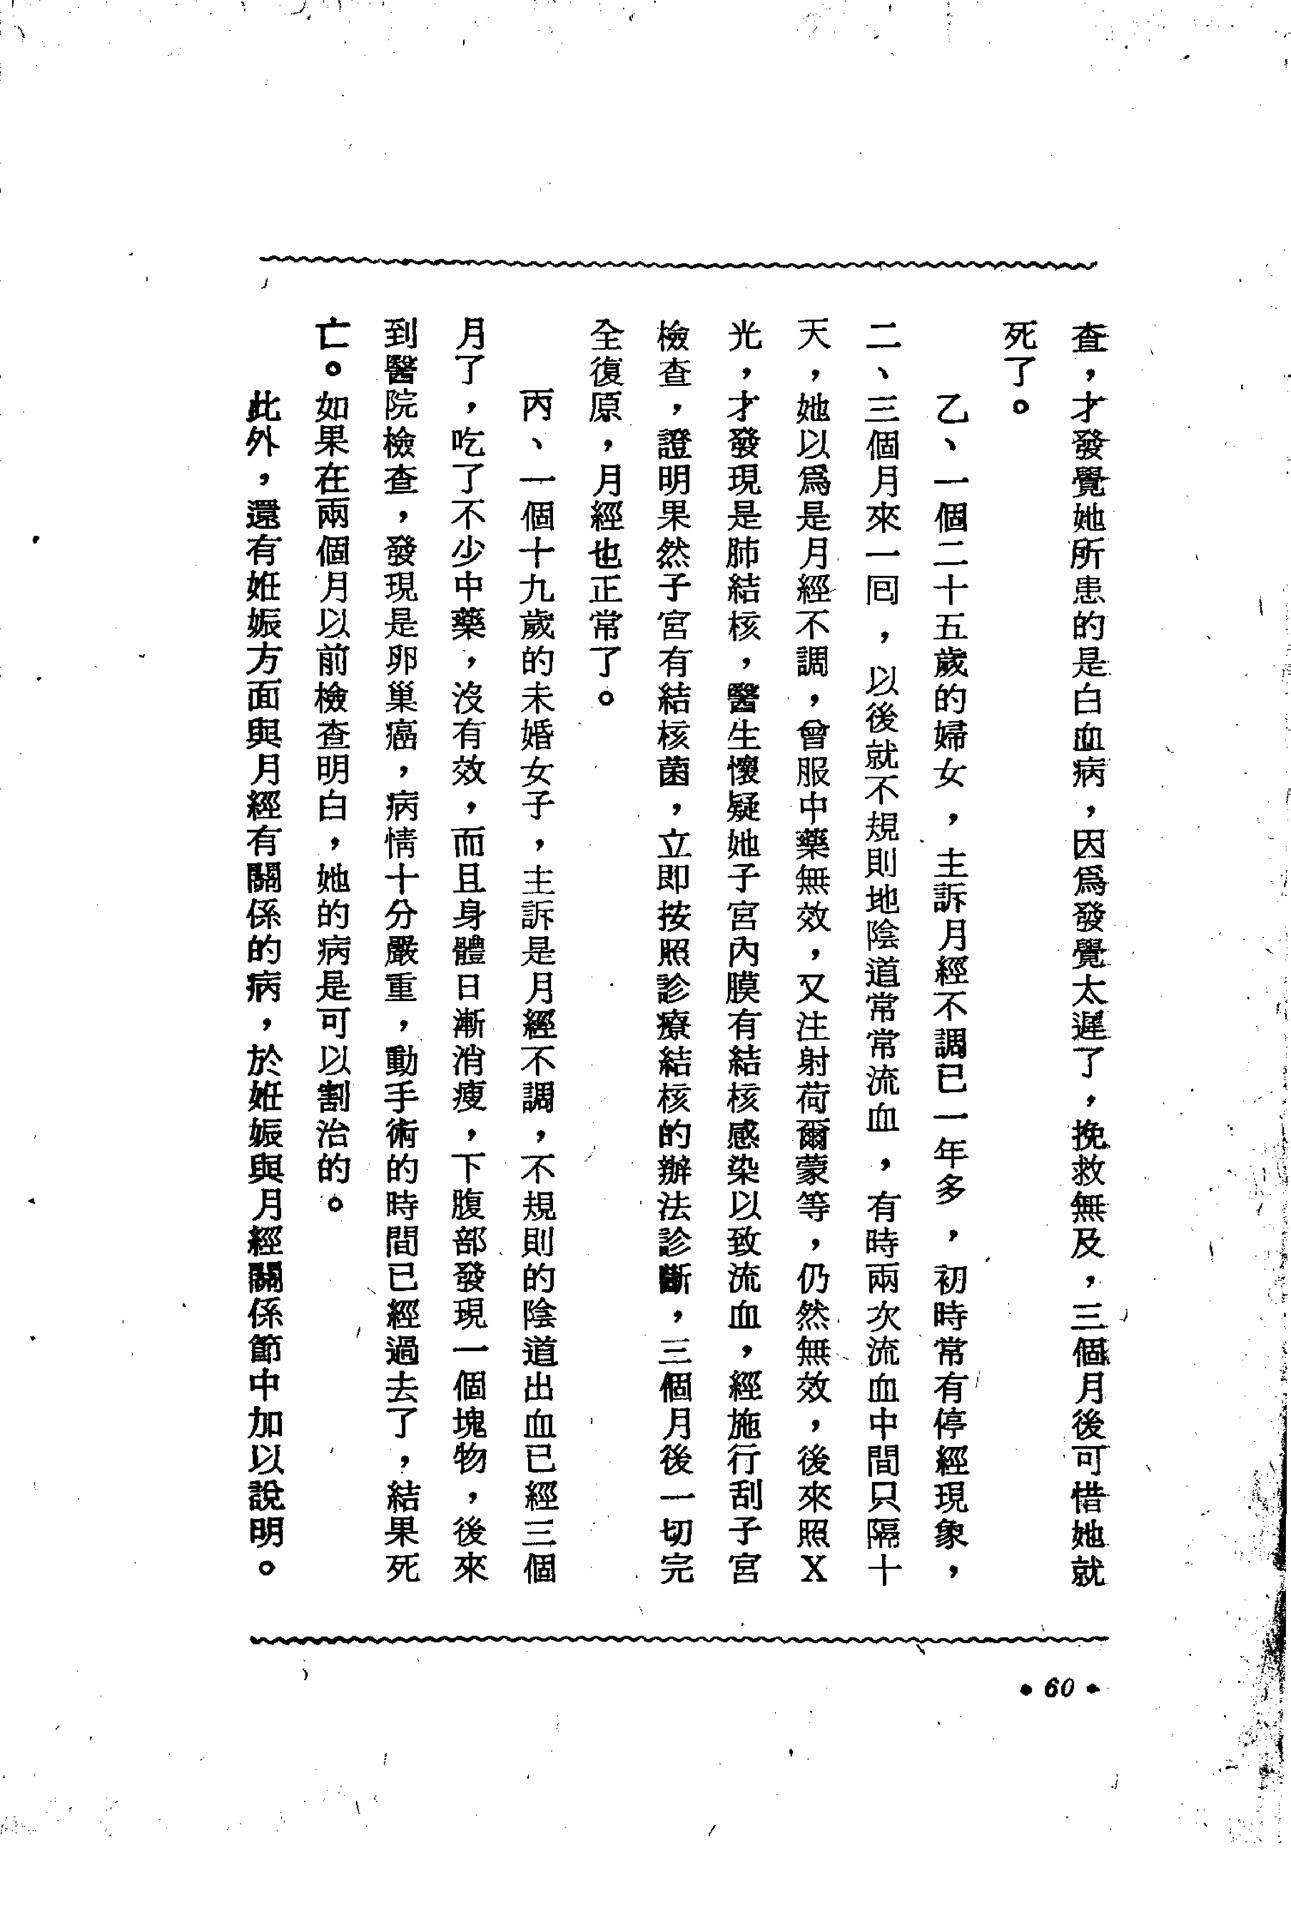 查，才發覺她所患的是白血病，因爲發覺太遲了，挽救無及，三個月後可惜她就
死了。
乙、一個二十五歲的婦女，主訴月經不調已一年多，初時常有停經現象，
二、三個月來一囘，以後就不規則地陰道常常流血，有時兩次流血中間只隔十
天，她以爲是月經不調，曾服中藥無效，又注射荷爾蒙等，仍然無效，後來照X
光，才發現是肺結核，醫生懷疑她子宮內膜有結核感染以致流血，經施行刮子宮
檢查，證明果然子宮有結核菌，立即按照診療結核的辦法診斷，三個月後一切完
全復原，月經也正常了。
丙、一個十九歲的未婚女子，主訴是月經不調，不規則的陰道出血已經三個
月了，吃了不少中藥，沒有效，而且身體日漸消瘦，下腹部發現一個塊物，後來
到醫院檢查，發現是卵巢癌，病情十分嚴重，動手術的時間已經過去了，結果死
亡。如果在兩個月以前檢查明白，她的病是可以割治的。
此外，還有姙娠方面與月經有關係的病，於姙娠與月經關係節中加以說明。
•60•